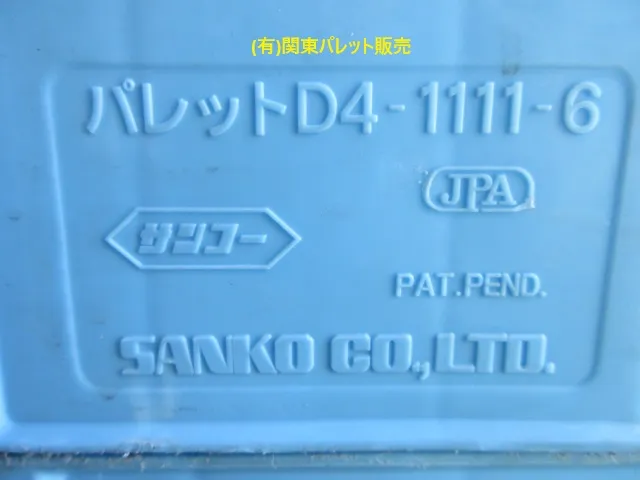 (有)関東パレット販売
パレットD4-1111-6
JPA
サンコー
PAT.PEND.
SANKO CO.,LTD.